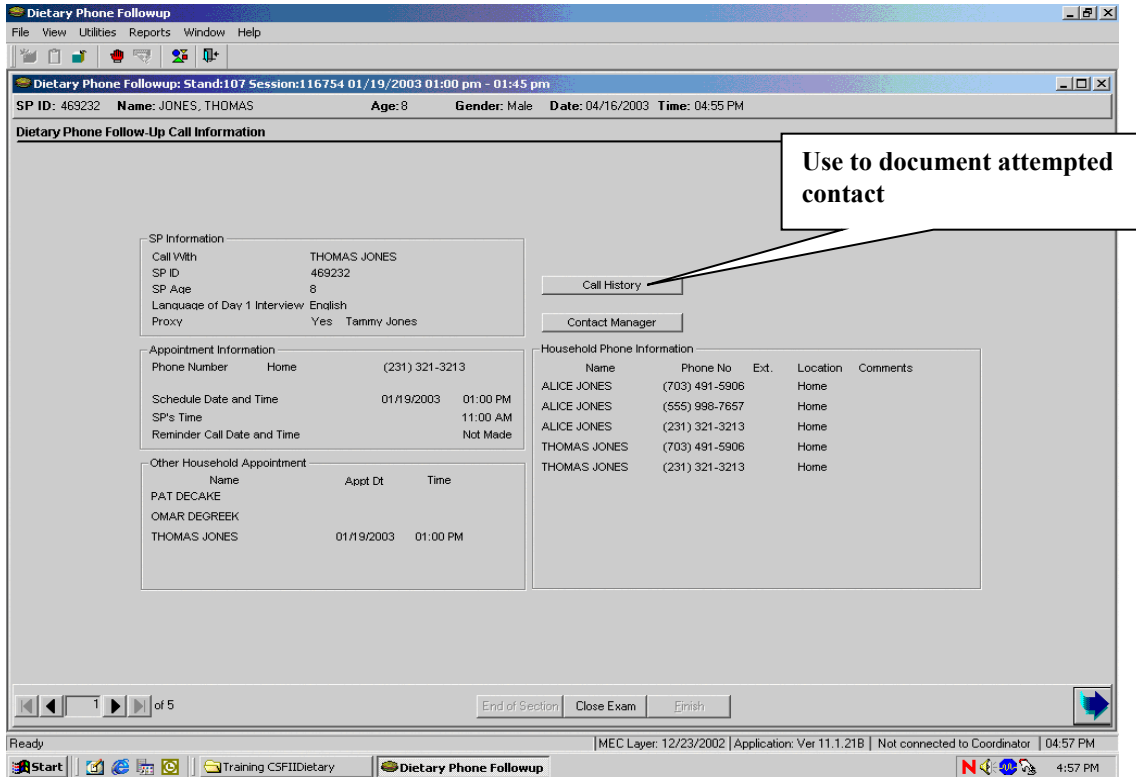 Dietary Phone Followup
File View Utilities Reports Window Help
Dietary Phone Followup: Stand:107 Session:116754 01/19/2003 01:00 pm - 01:45 pm
SP ID: 469232 Name: JONES, THOMAS Age: 8 Gender: Male Date: 04/16/2003 Time: 04:55 PM
Dietary Phone Follow-Up Call Information
Use to document attempted
contact
SP Information
Call With THOMAS JONES
SP ID 469232
SP Age 8
Language of Day 1 Interview English
Proxy Yes Tammy Jones
Call History
Contact Manager
Appointment Information
Phone Number Home (231) 321-3213
Schedule Date and Time 01/19/2003 01:00 PM
SP's Time 11:00 AM
Reminder Call Date and Time Not Made
Household Phone Information
Name Phone No Ext. Location Comments
ALICE JONES (703) 491-5906 Home
ALICE JONES (555) 998-7657 Home
ALICE JONES (231) 321-3213 Home
THOMAS JONES (703) 491-5906 Home
THOMAS JONES (231) 321-3213 Home
Other Household Appointment
Name Appt Dt Time
PAT DECAKE
OMAR DEGREEK
THOMAS JONES 01/19/2003 01:00 PM
1 of 5 End of Section Close Exam Finish
Ready MEC Layer: 12/23/2002 Application: Ver 11.1.21B Not connected to Coordinator 04:57 PM
Start Training CSFIIDietary Dietary Phone Followup N 4:57 PM